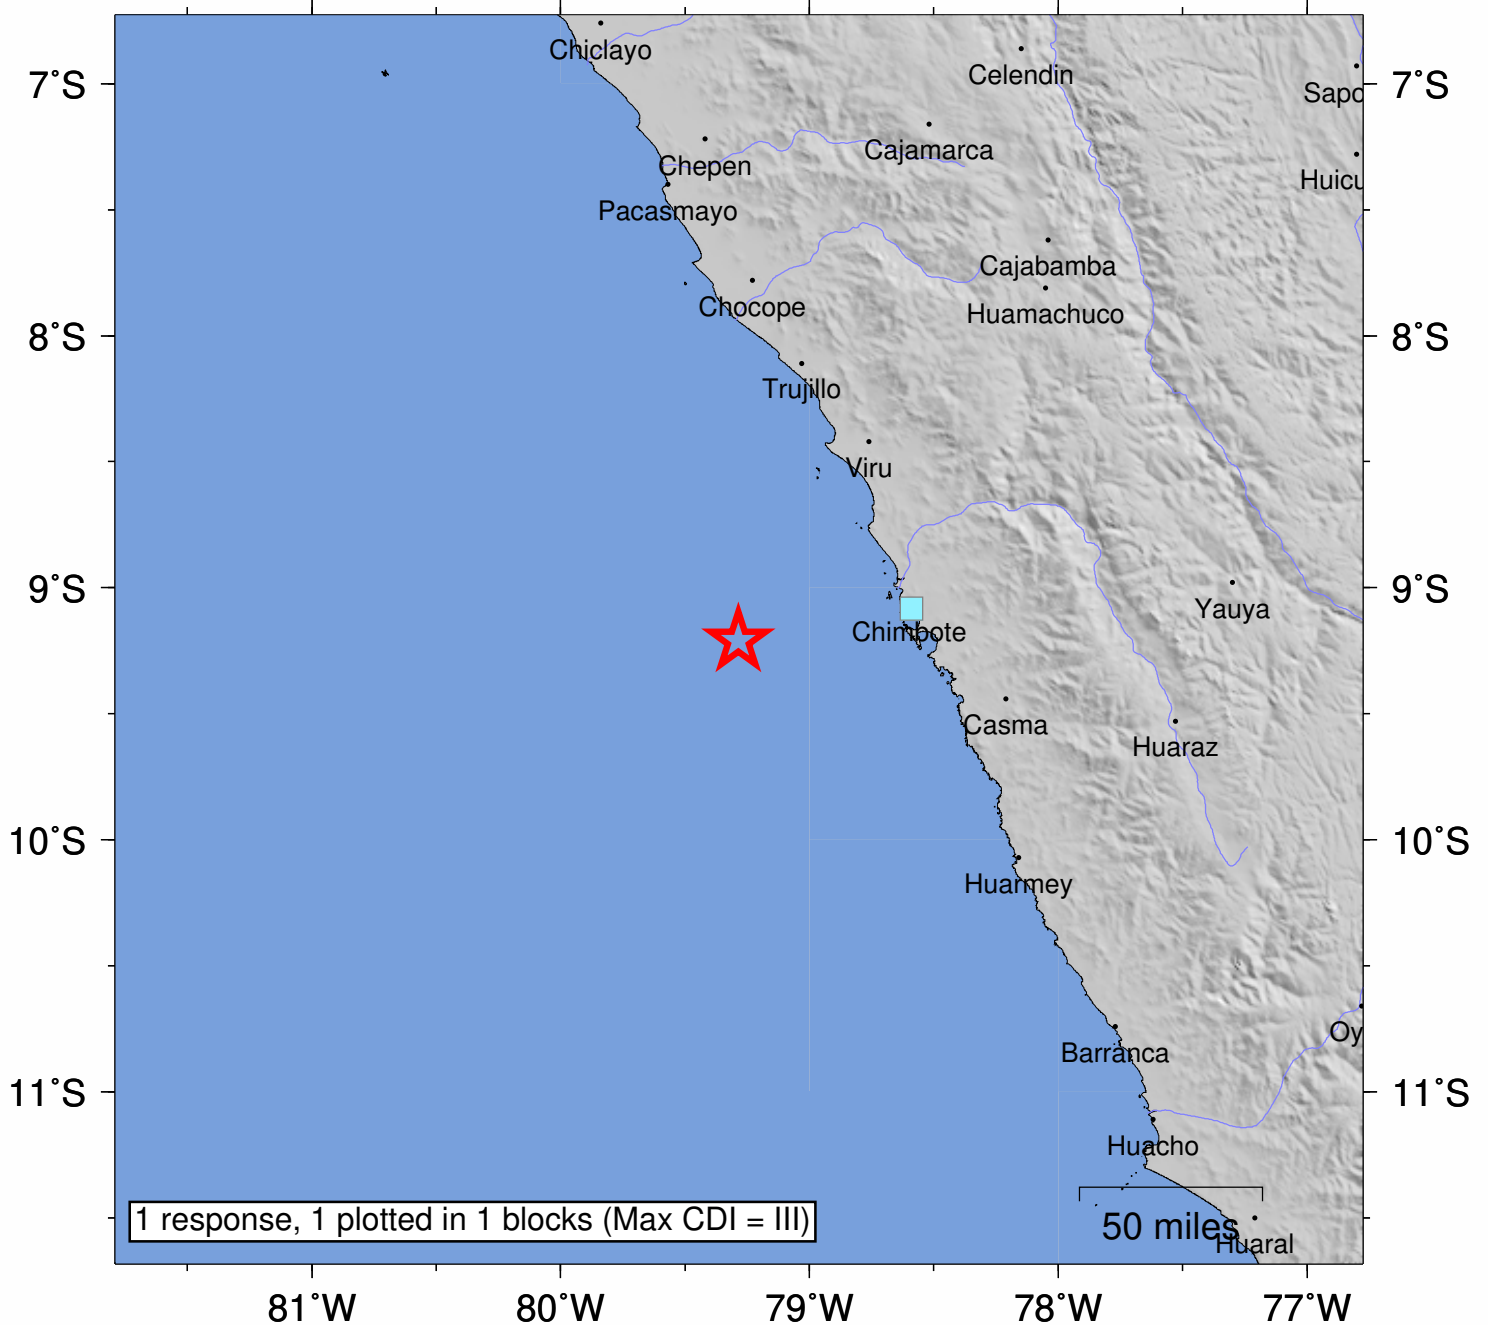 Chiclayo
Celendin
7°S
7°S
Sapo
Cajamarca
Chepen
Huicu
Pacasmayo
Cajabamba
Chocope
Huamachuco
8°S
8°S
Trujillo
Viru
9°S
9°S
Yauya
Chimbote
Casma
Huaraz
10°S
10°S
Huarmey
Oy
Barranca
11°S
11°S
Huacho
1 response, 1 plotted in 1 blocks (Max CDI = III)
50 miles
Huaral
81°W
80°W
79°W
78°W
77°W